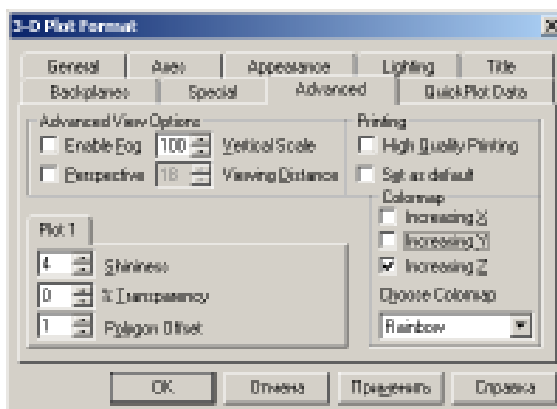 3-D Plot Format
General Axes Appearance Lighting Title
Backplanes Special Advanced QuickPlot Data
Advanced View Options Printing
Enable Fog 100 Vertical Scale High Quality Printing
Perspective 18 Viewing Distance Set as default
Colormap
Plot 1 Increasing X
Increasing Y
4 Shininess Increasing Z
0 % Transparency Choose Colormap
1 Polygon Offset Rainbow
OK Отмена Применить Справка